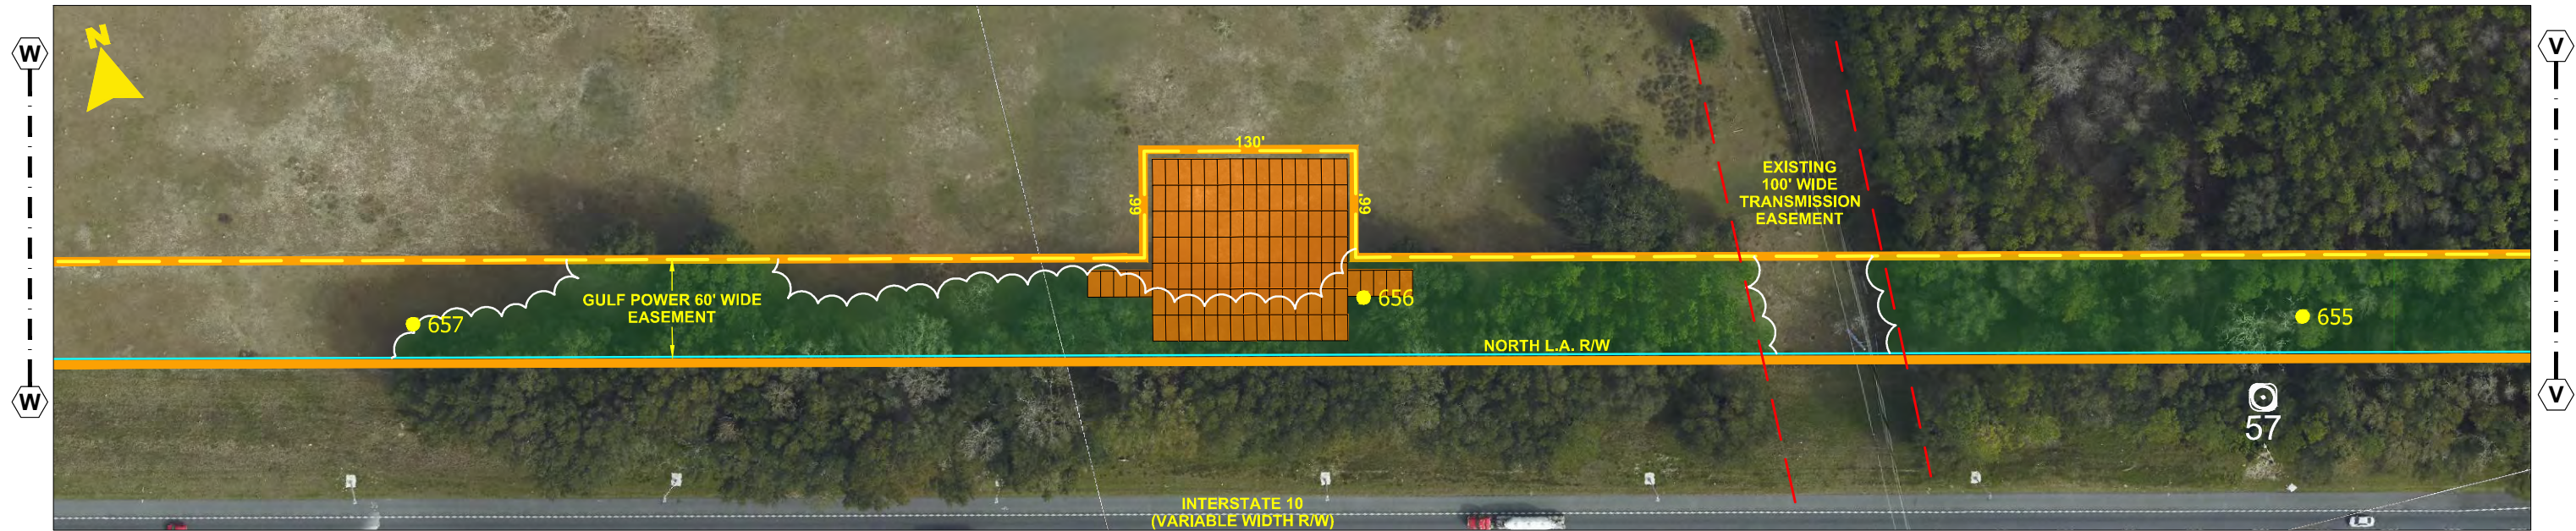 N
W
V
130'
66'
66'
EXISTING
100' WIDE
TRANSMISSION
EASEMENT
GULF POWER 60' WIDE
EASEMENT
657
656
655
NORTH L.A. R/W
W
V
57
INTERSTATE 10
(VARIABLE WIDTH R/W)